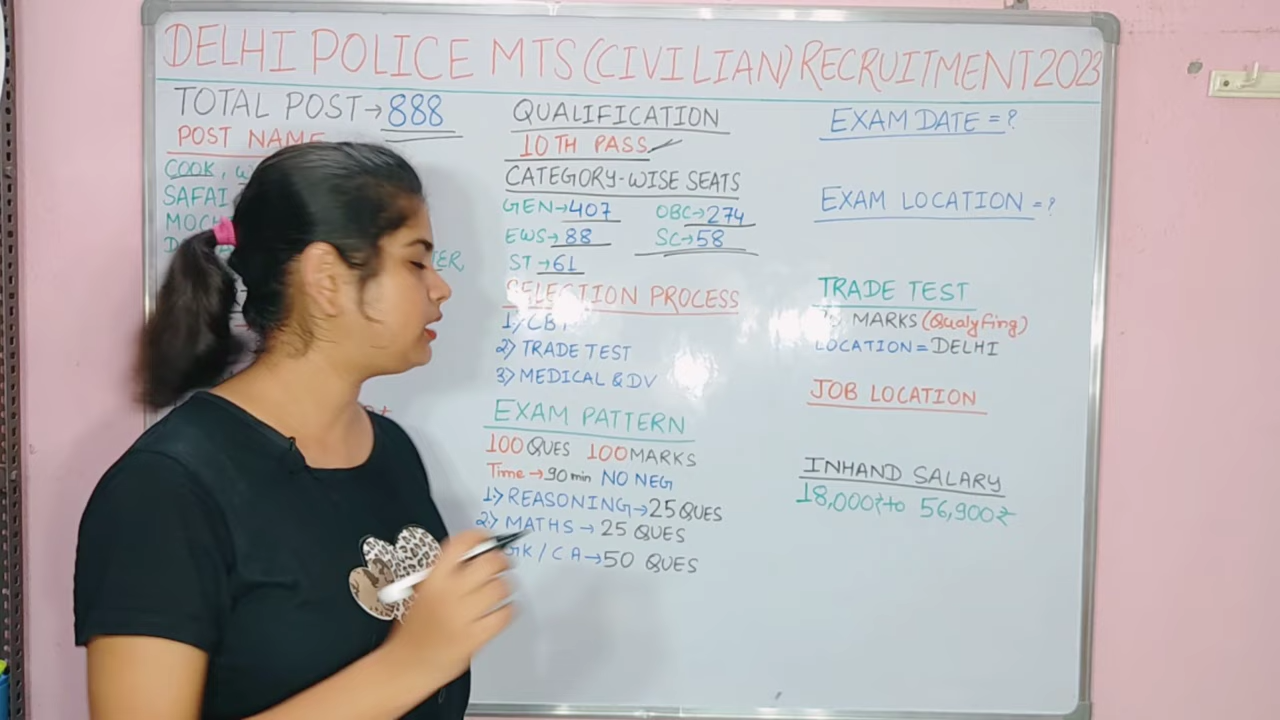 DELHI POLICE MTS (CIVILIAN) RECRUITMENT 2023
TOTAL POST→888
POST NAME
COOK, W
SAFAI
MOCH
D
TER,
QUALIFICATION
10TH PASS
CATEGORY-WISE SEATS
GEN→407 OBC→274
EWS→88 SC→58
ST→61
SELECTION PROCESS
1) CBT
2) TRADE TEST
3) MEDICAL & DV
EXAM PATTERN
100 QUES 100 MARKS
Time→90 min NO NEG
1) REASONING→25 QUES
2) MATHS→25 QUES
GK/CA→50 QUES
EXAM DATE = ?
EXAM LOCATION = ?
TRADE TEST
MARKS (Qualyfing)
LOCATION = DELHI
JOB LOCATION
INHAND SALARY
18,000₹ to 56,900₹